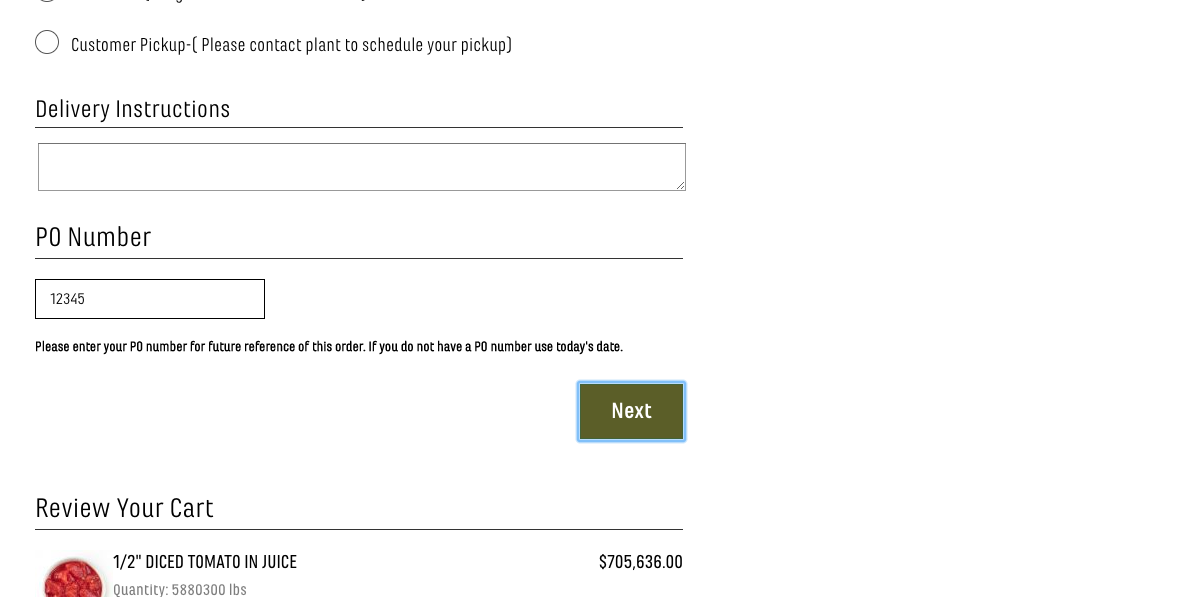 Customer Pickup-( Please contact plant to schedule your pickup)
Delivery Instructions
PO Number
12345
Please enter your PO number for future reference of this order. If you do not have a PO number use today's date.
Next
Review Your Cart
1/2" DICED TOMATO IN JUICE $705,636.00
Quantity: 5880300 lbs